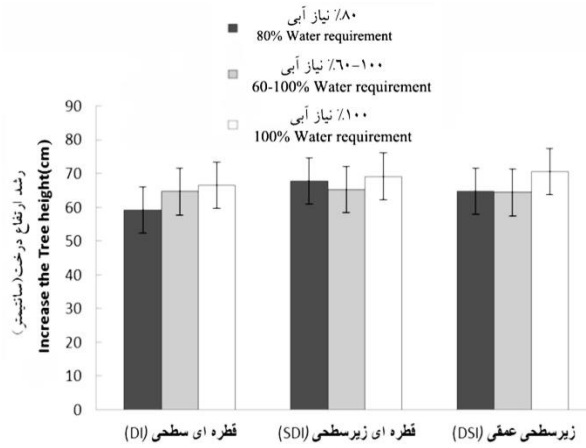 ٪۸۰ نیاز آبی
80% Water requirement
٪۶۰-۱۰۰ نیاز آبی
60-100% Water requirement
٪۱۰۰ نیاز آبی
100% Water requirement
رشد ارتفاع درخت(سانتیمتر)
Increase the Tree height(cm)
90
80
70
60
50
40
30
20
10
0
قطره ای سطحی (DI)
قطره ای زیرسطحی (SDI)
زیرسطحی عمقی (DSI)